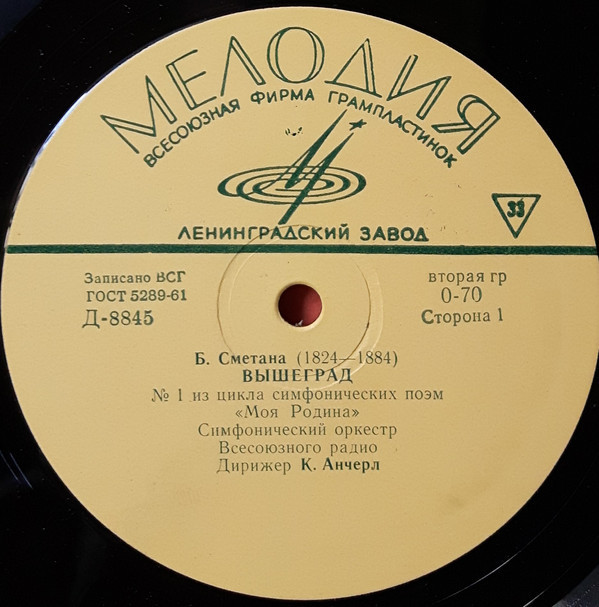 МЕЛОДИЯ
ВСЕСОЮЗНАЯ ФИРМА ГРАМПЛАСТИНОК
ЛЕНИНГРАДСКИЙ ЗАВОД
33
Записано ВСГ
ГОСТ 5289-61
Д-8845
вторая гр
0-70
Сторона 1
Б. Сметана (1824—1884)
ВЫШЕГРАД
№ 1 из цикла симфонических поэм
«Моя Родина»
Симфонический оркестр
Всесоюзного радио
Дирижер К. Анчерл